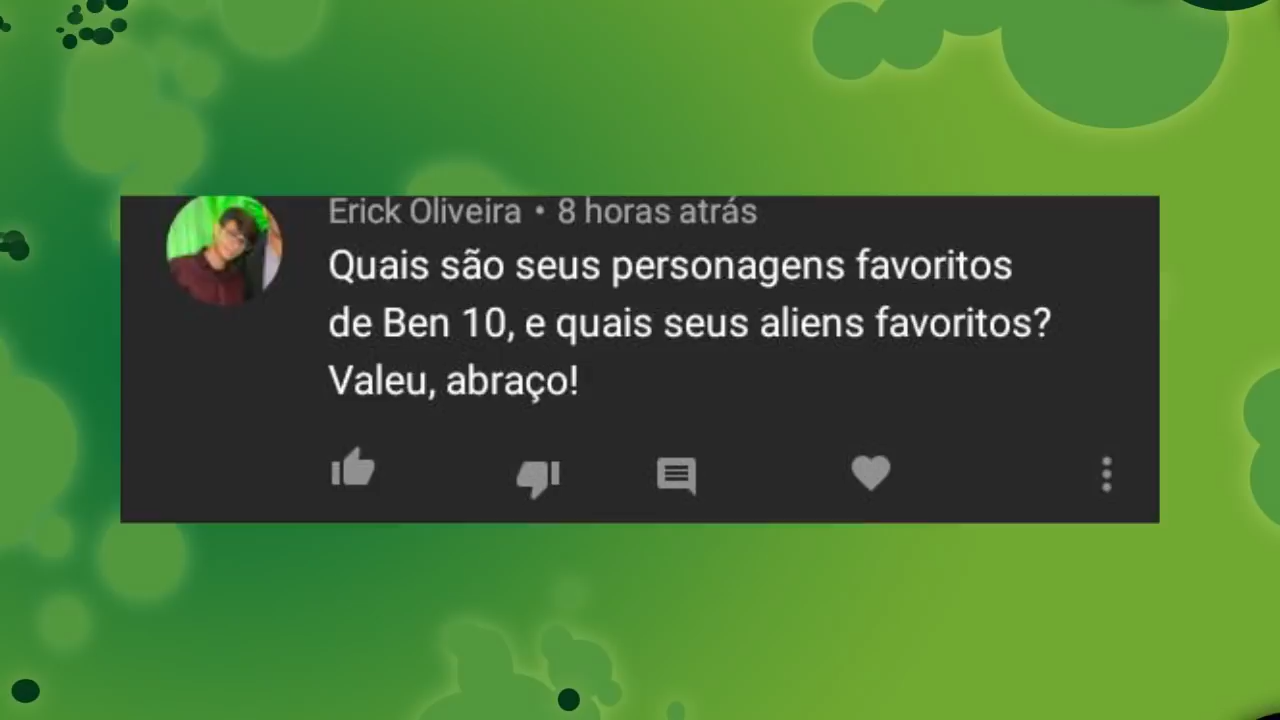 Erick Oliveira • 8 horas atrás
Quais são seus personagens favoritos
de Ben 10, e quais seus aliens favoritos?
Valeu, abraço!